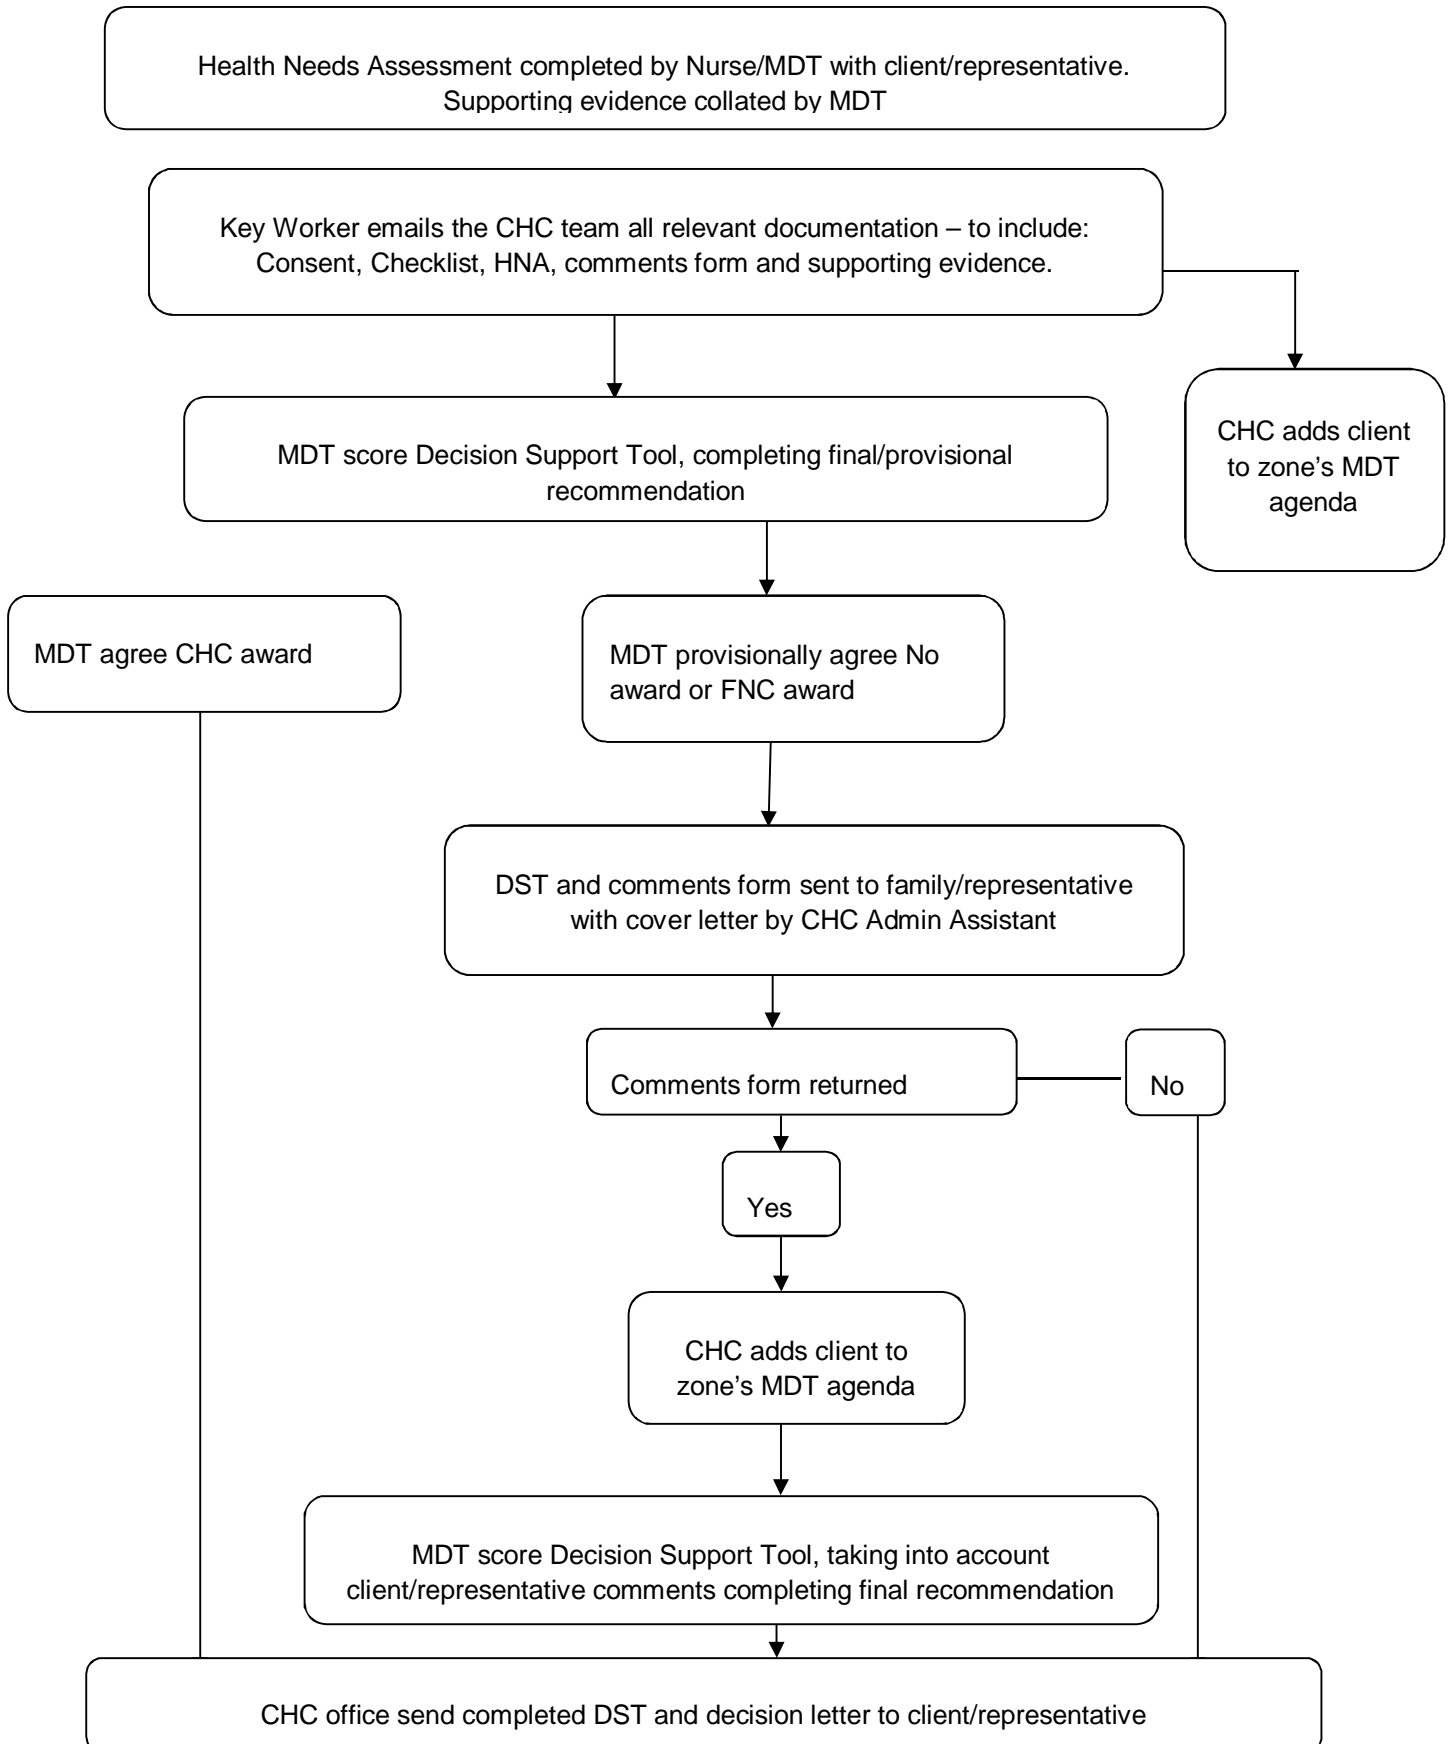 Health Needs Assessment completed by Nurse/MDT with client/representative.
Supporting evidence collated by MDT
Key Worker emails the CHC team all relevant documentation – to include:
Consent, Checklist, HNA, comments form and supporting evidence.
CHC adds client
to zone's MDT
agenda
MDT score Decision Support Tool, completing final/provisional
recommendation
MDT agree CHC award
MDT provisionally agree No
award or FNC award
DST and comments form sent to family/representative
with cover letter by CHC Admin Assistant
Comments form returned
No
Yes
CHC adds client to
zone's MDT agenda
MDT score Decision Support Tool, taking into account
client/representative comments completing final recommendation
CHC office send completed DST and decision letter to client/representative